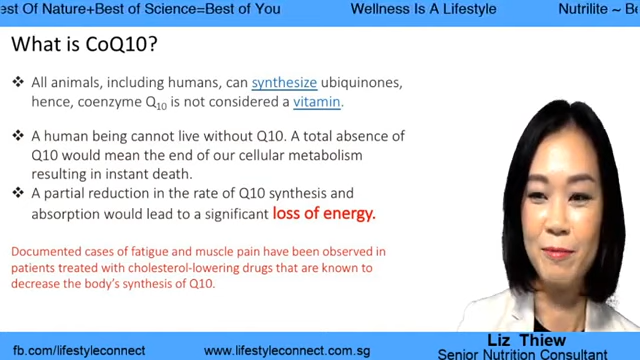 est Of Nature+Best of Science=Best of You
Wellness Is A Lifestyle
Nutrilite ~ Be
What is CoQ10?
❖ All animals, including humans, can synthesize ubiquinones,
hence, coenzyme Q10 is not considered a vitamin.
❖ A human being cannot live without Q10. A total absence of
Q10 would mean the end of our cellular metabolism
resulting in instant death.
❖ A partial reduction in the rate of Q10 synthesis and
absorption would lead to a significant loss of energy.
Documented cases of fatigue and muscle pain have been observed in
patients treated with cholesterol-lowering drugs that are known to
decrease the body's synthesis of Q10.
fb.com/lifestyleconnect
www.lifestyleconnect.com.sg
Liz Thiew
Senior Nutrition Consultant